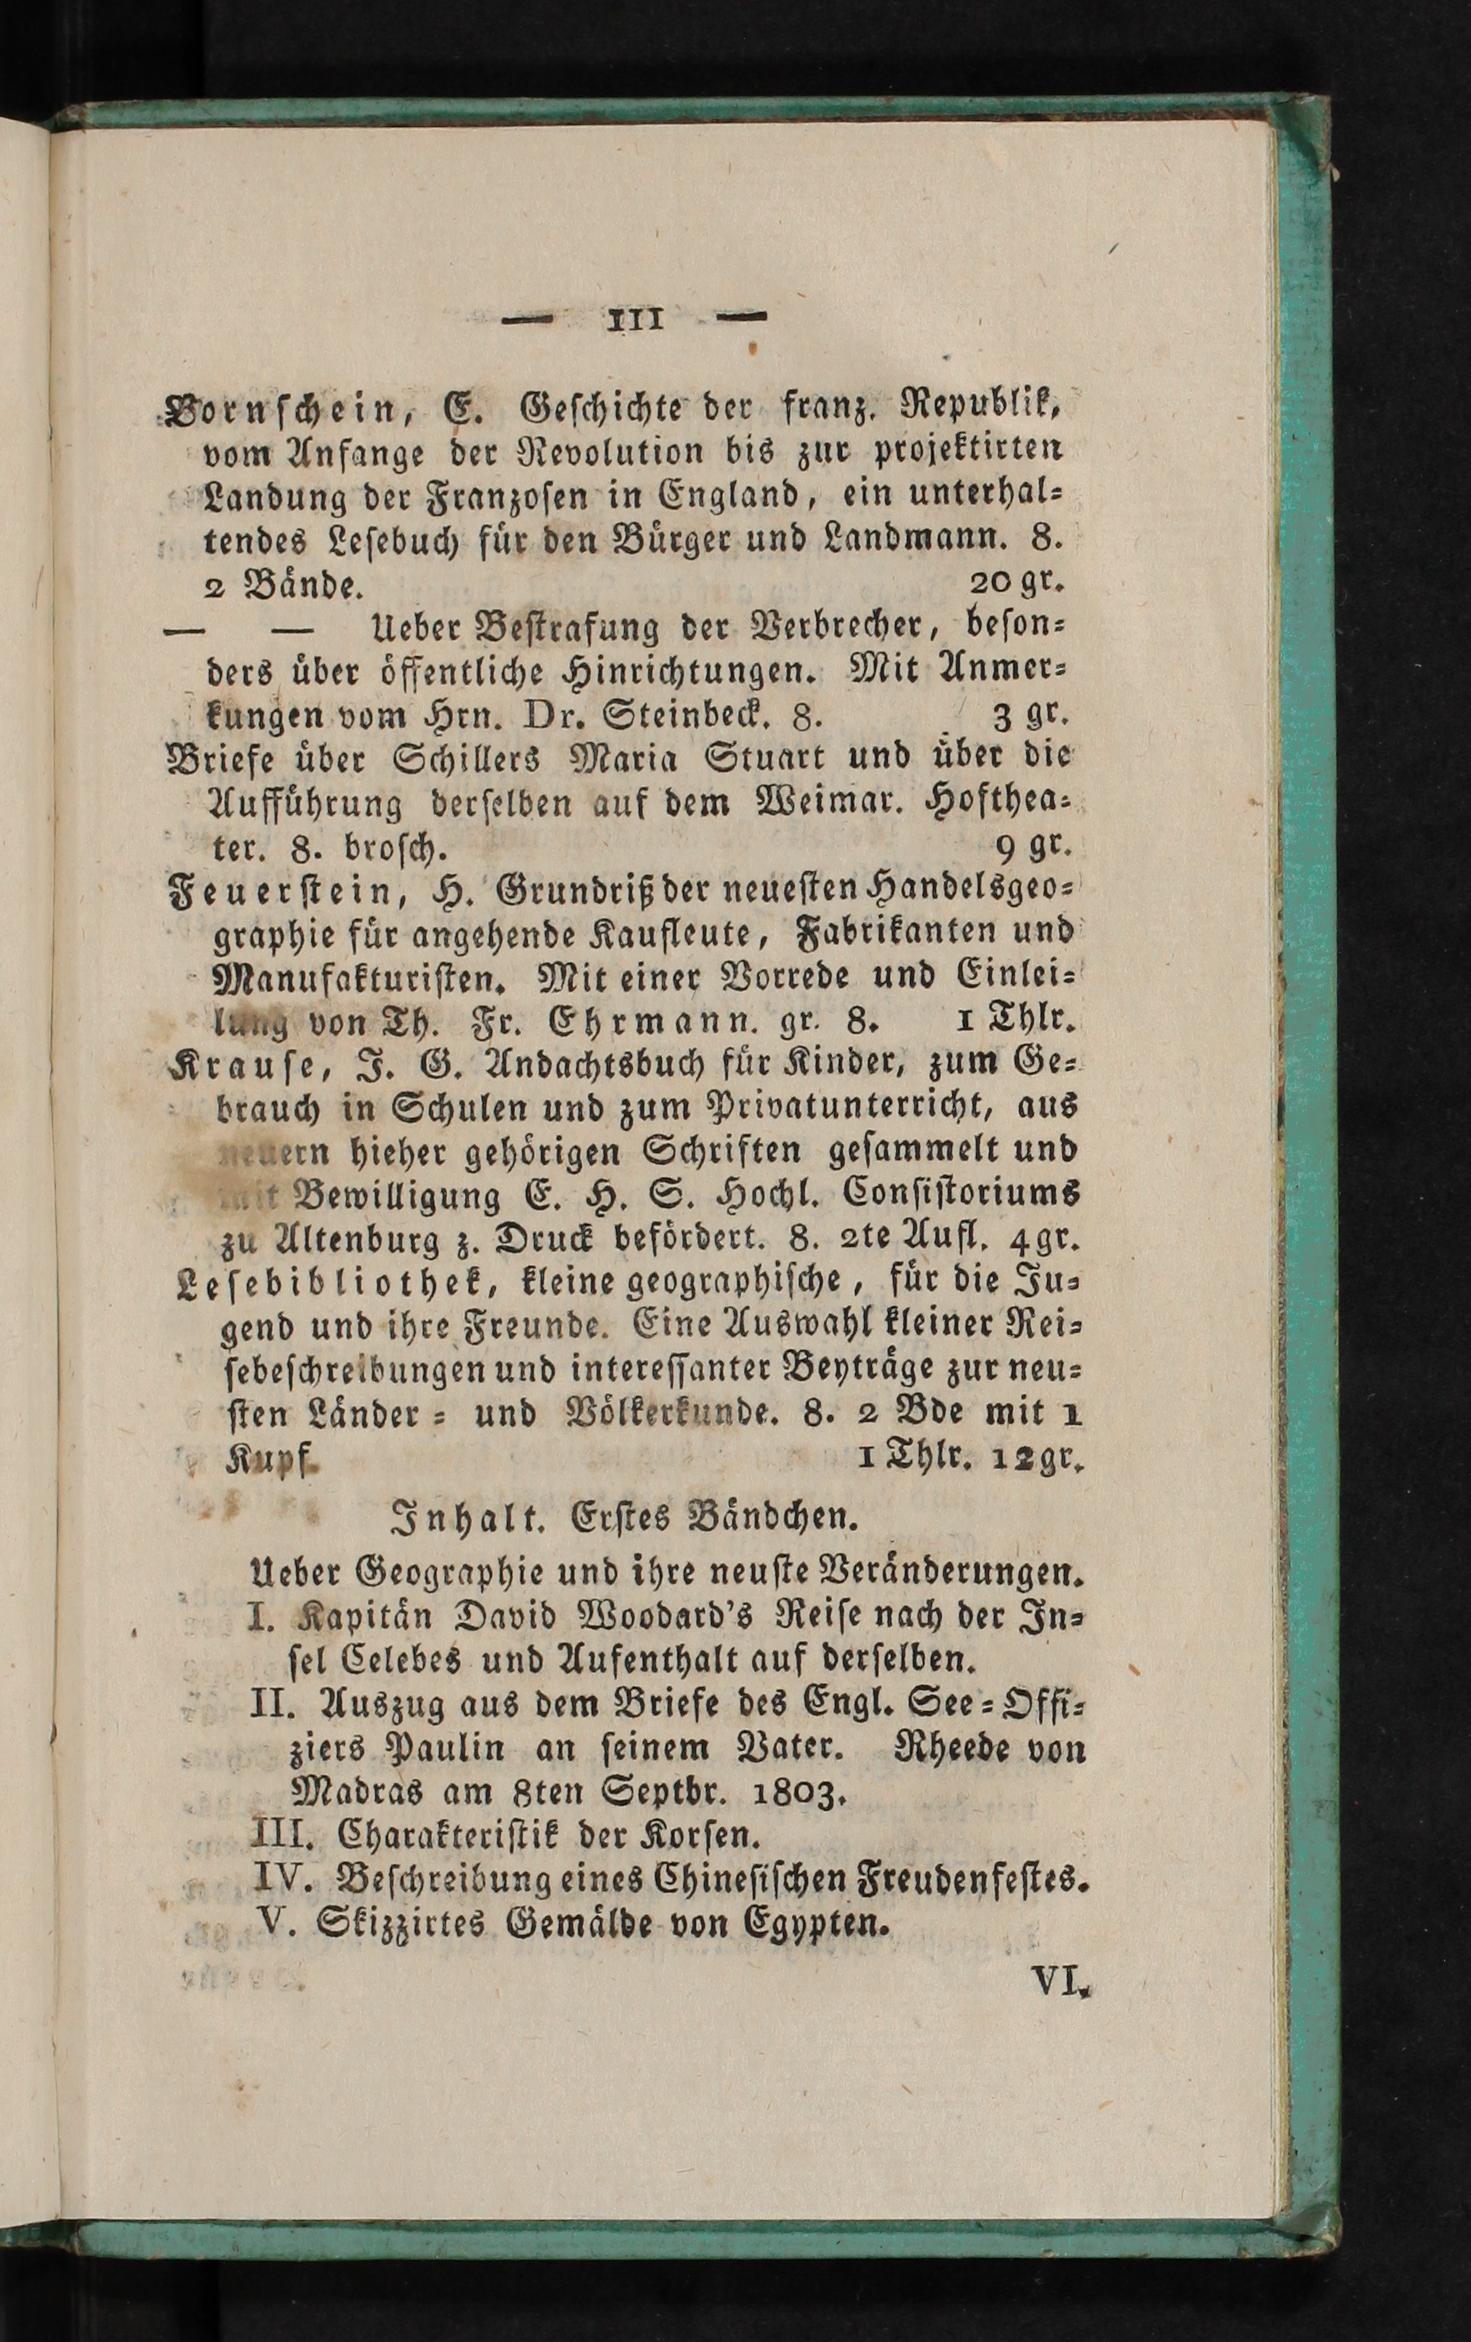 — III —
Bornschein, E. Geschichte der franz. Republik,
vom Anfange der Revolution bis zur projektirten
Landung der Franzosen in England, ein unterhal=
tendes Lesebuch für den Bürger und Landmann. 8.
2 Bände. 20 gr.
— — Ueber Bestrafung der Verbrecher, beson=
ders über öffentliche Hinrichtungen. Mit Anmer=
kungen vom Hrn. Dr. Steinbeck. 8. 3 gr.
Briefe über Schillers Maria Stuart und über die
Aufführung derselben auf dem Weimar. Hofthea=
ter. 8. brosch. 9 gr.
Feuerstein, H. Grundriß der neuesten Handelsgeo=
graphie für angehende Kaufleute, Fabrikanten und
Manufakturisten. Mit einer Vorrede und Einlei=
lung von Th. Fr. Ehrmann. gr. 8. 1 Thlr.
Krause, J. G. Andachtsbuch für Kinder, zum Ge=
brauch in Schulen und zum Privatunterricht, aus
neuern hieher gehörigen Schriften gesammelt und
mit Bewilligung E. H. S. Hochl. Consistoriums
zu Altenburg z. Druck befördert. 8. 2te Aufl. 4gr.
Lesebibliothek, kleine geographische, für die Ju=
gend und ihre Freunde. Eine Auswahl kleiner Rei=
sebeschreibungen und interessanter Beyträge zur neu=
sten Länder = und Völkerkunde. 8. 2 Bde mit 1
Kupf. 1 Thlr. 12gr.
Inhalt. Erstes Bändchen.
Ueber Geographie und ihre neuste Veränderungen.
I. Kapitän David Woodard's Reise nach der In=
sel Celebes und Aufenthalt auf derselben.
II. Auszug aus dem Briefe des Engl. See=Offi=
ziers Paulin an seinem Vater. Rheede von
Madras am 8ten Septbr. 1803.
III. Charakteristik der Korsen.
IV. Beschreibung eines Chinesischen Freudenfestes.
V. Skizzirtes Gemälde von Egypten.
VI.